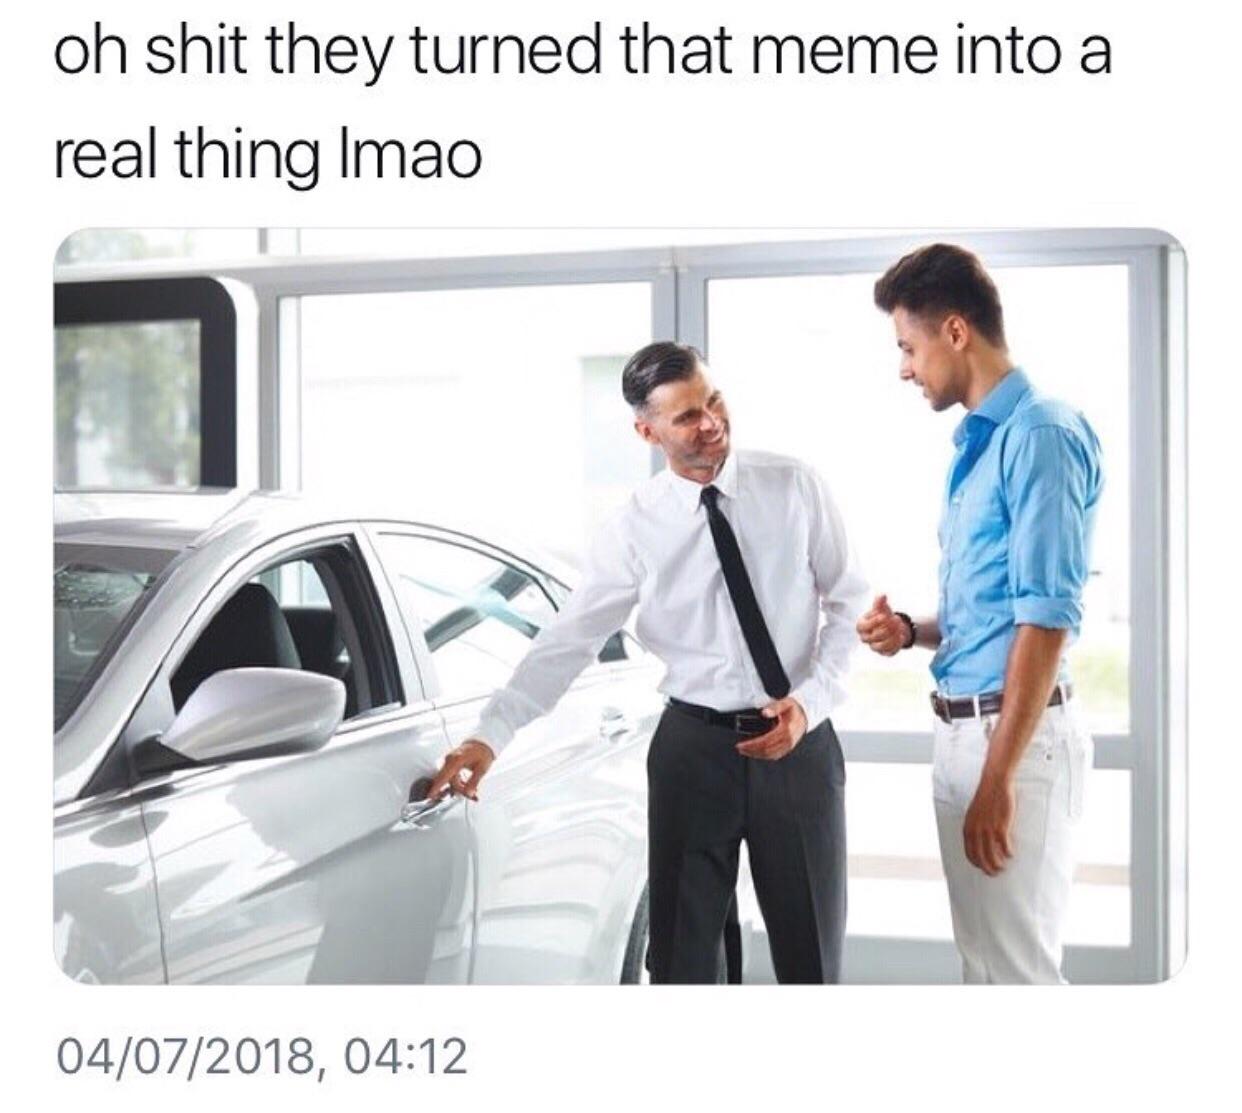 oh shit they turned that meme into a
real thing lmao
04/07/2018, 04:12